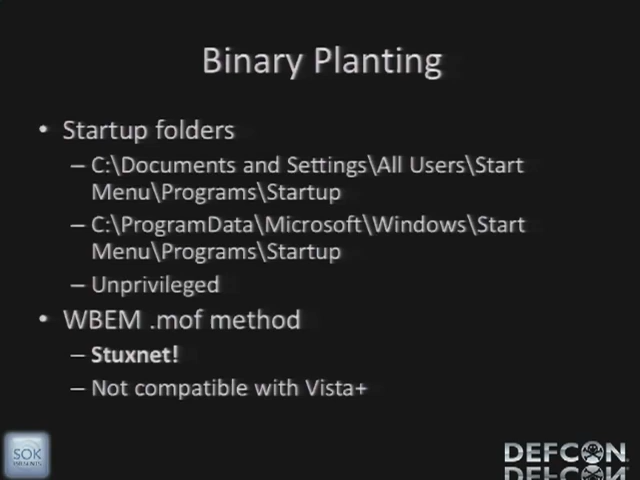 Binary Planting
• Startup folders
– C:\Documents and Settings\All Users\Start
Menu\Programs\Startup
– C:\ProgramData\Microsoft\Windows\Start
Menu\Programs\Startup
– Unprivileged
• WBEM .mof method
– Stuxnet!
– Not compatible with Vista+
SOK
DEFCON